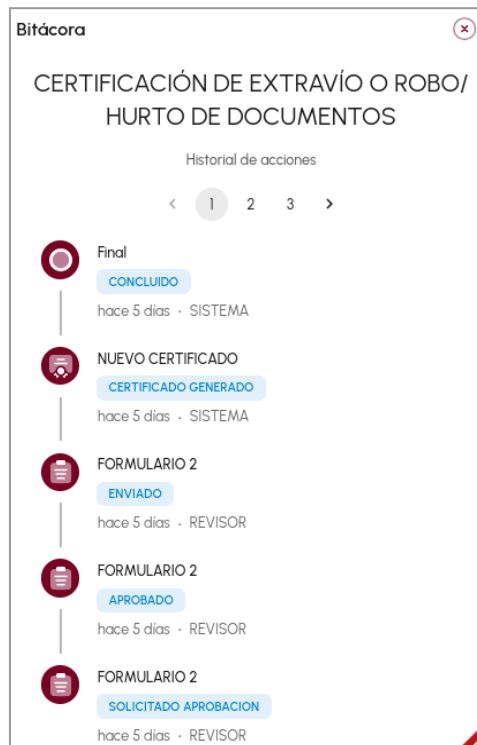 Bitácora
CERTIFICACIÓN DE EXTRAVÍO O ROBO/
HURTO DE DOCUMENTOS
Historial de acciones
1 2 3
Final
CONCLUIDO
hace 5 días · SISTEMA
NUEVO CERTIFICADO
CERTIFICADO GENERADO
hace 5 días · SISTEMA
FORMULARIO 2
ENVIADO
hace 5 días · REVISOR
FORMULARIO 2
APROBADO
hace 5 días · REVISOR
FORMULARIO 2
SOLICITADO APROBACION
hace 5 días · REVISOR